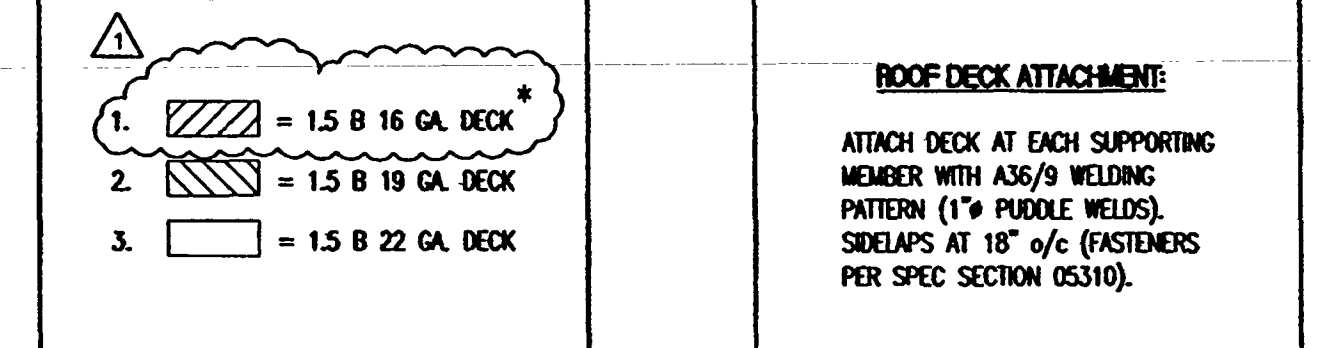 1
1. = 1.5 B 16 GA. DECK *
2. = 1.5 B 19 GA. DECK
3. = 1.5 B 22 GA. DECK
ROOF DECK ATTACHMENT:
ATTACH DECK AT EACH SUPPORTING
MEMBER WITH A36/9 WELDING
PATTERN (1"ø PUDDLE WELDS).
SIDELAPS AT 18" o/c (FASTENERS
PER SPEC SECTION 05310).